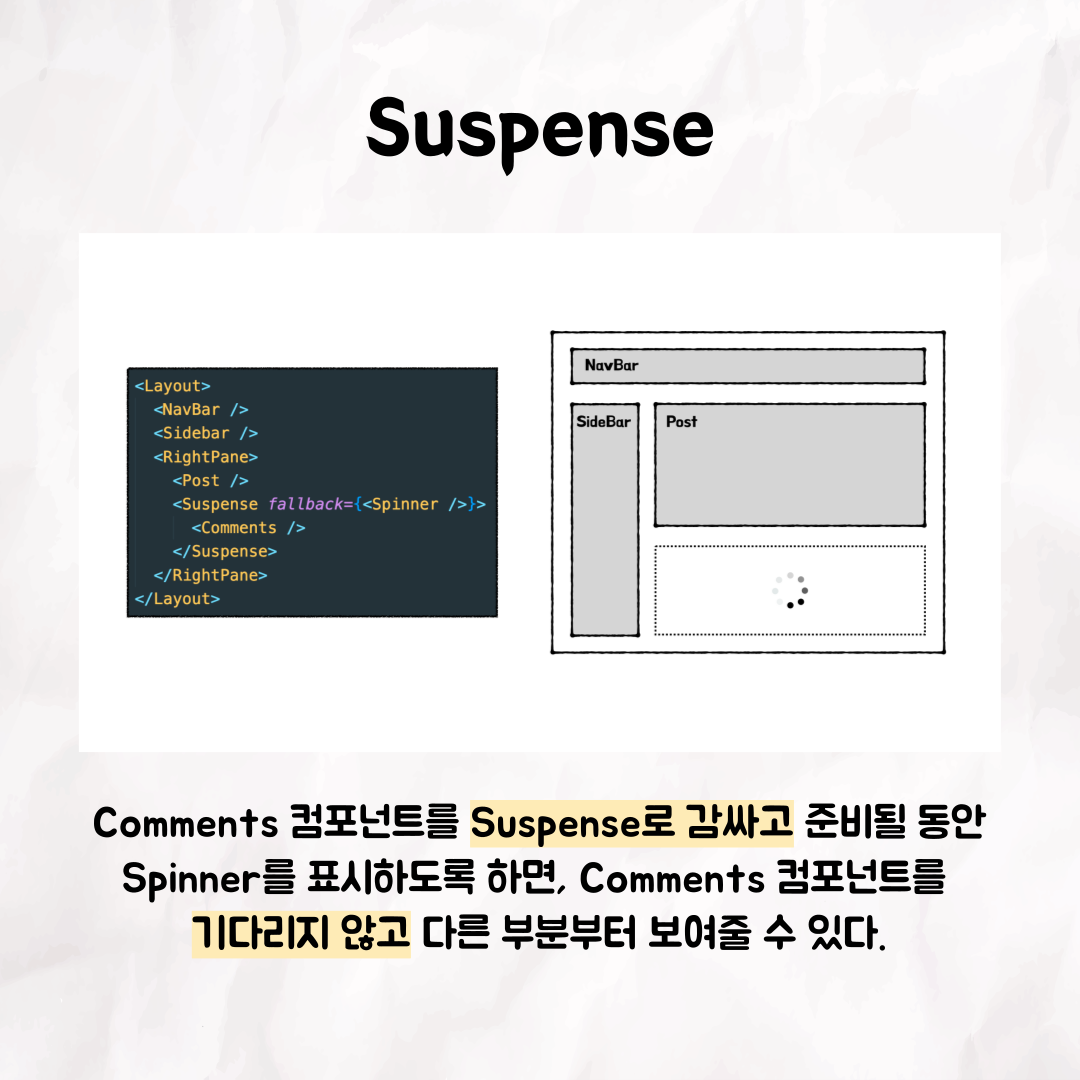 Suspense
<Layout>
  <NavBar />
  <Sidebar />
  <RightPane>
    <Post />
    <Suspense fallback={<Spinner />}>
      <Comments />
    </Suspense>
  </RightPane>
</Layout>
NavBar
SideBar
Post
Comments 컴포넌트를 Suspense로 감싸고 준비될 동안
Spinner를 표시하도록 하면, Comments 컴포넌트를
기다리지 않고 다른 부분부터 보여줄 수 있다.